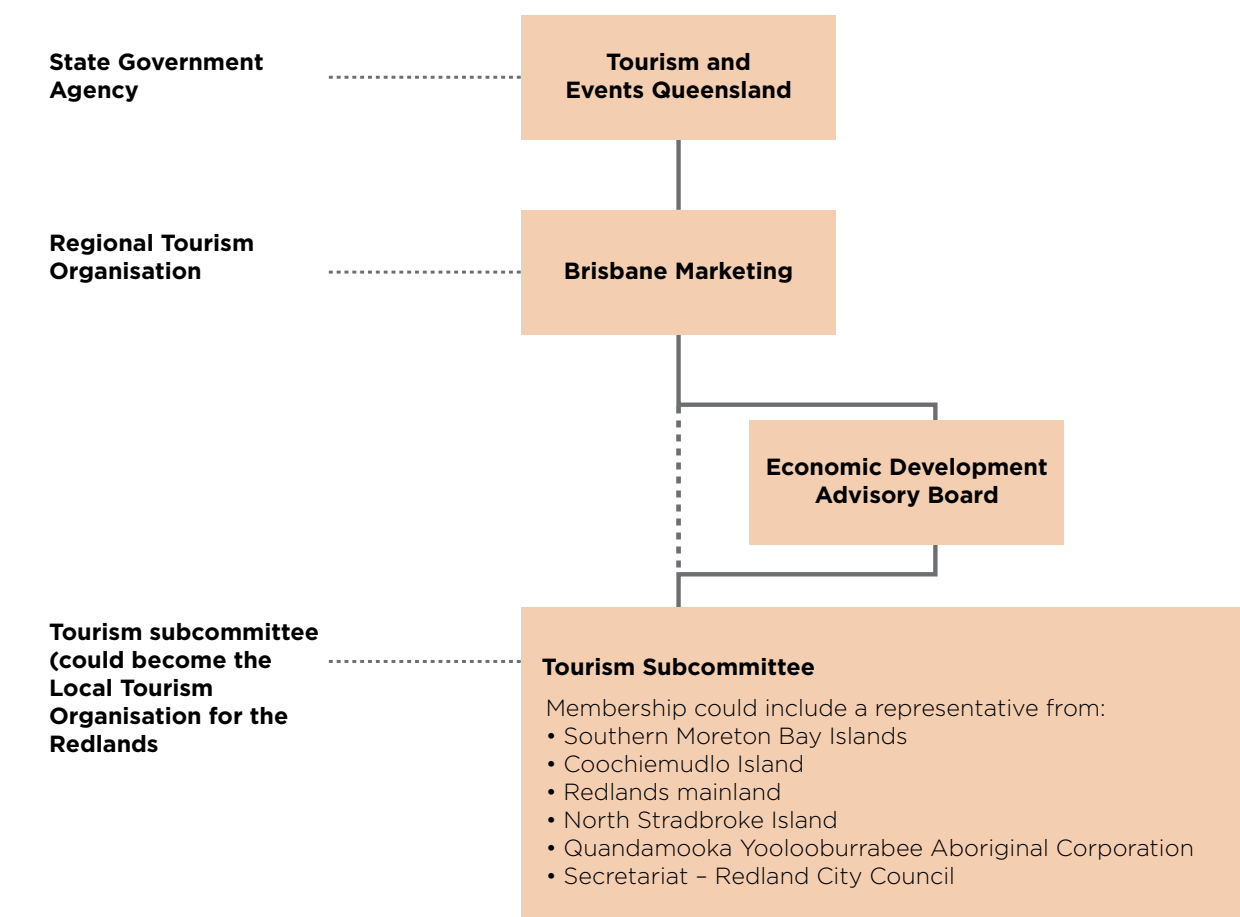 State Government
Agency
Tourism and
Events Queensland
Regional Tourism
Organisation
Brisbane Marketing
Economic Development
Advisory Board
Tourism subcommittee
(could become the
Local Tourism
Organisation for the
Redlands
Tourism Subcommittee
Membership could include a representative from:
• Southern Moreton Bay Islands
• Coochiemudlo Island
• Redlands mainland
• North Stradbroke Island
• Quandamooka Yoolooburrabee Aboriginal Corporation
• Secretariat – Redland City Council